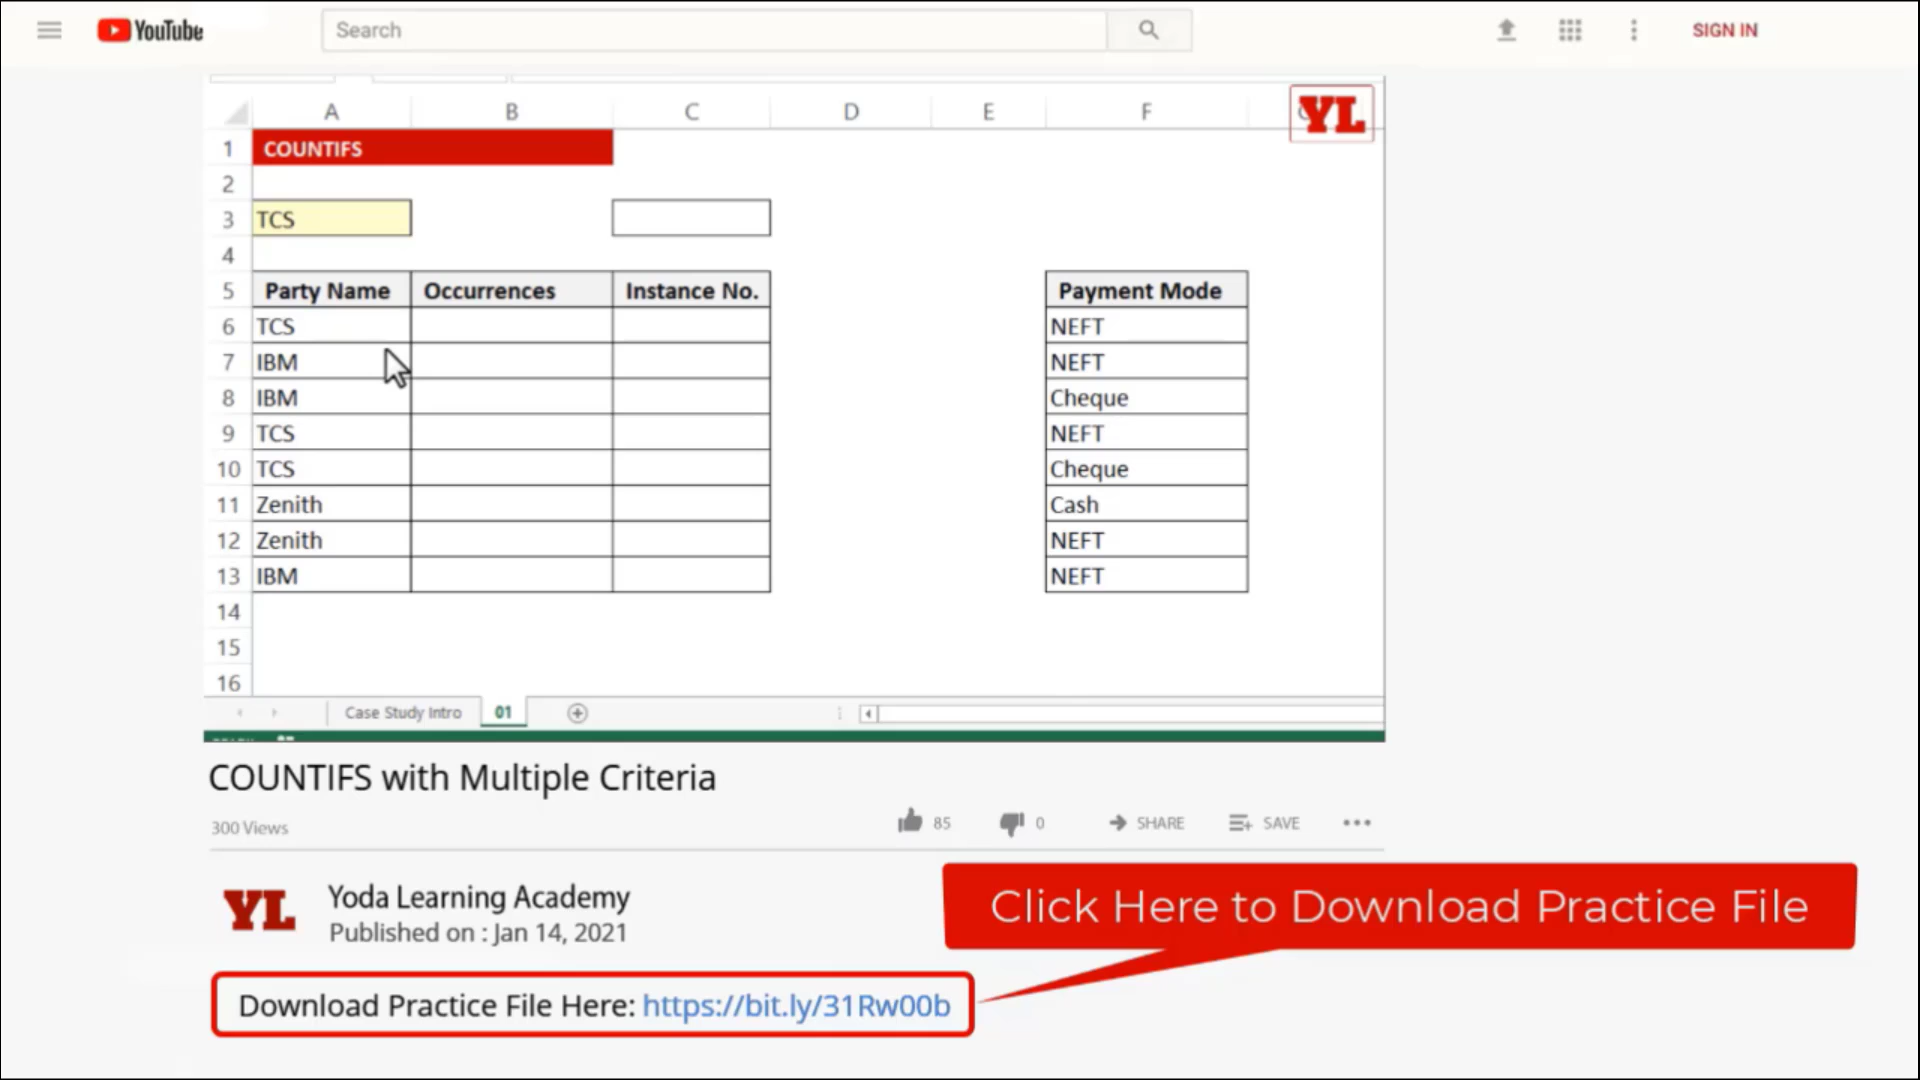 YouTube
Search
SIGN IN
A B C D E F
YL
1 COUNTIFS
2
3 TCS
4
5 Party Name Occurrences Instance No. Payment Mode
6 TCS NEFT
7 IBM NEFT
8 IBM Cheque
9 TCS NEFT
10 TCS Cheque
11 Zenith Cash
12 Zenith NEFT
13 IBM NEFT
14
15
16
Case Study Intro 01
COUNTIFS with Multiple Criteria
300 Views
85 0 SHARE SAVE
YL Yoda Learning Academy
Published on : Jan 14, 2021
Click Here to Download Practice File
Download Practice File Here: https://bit.ly/31Rw00b